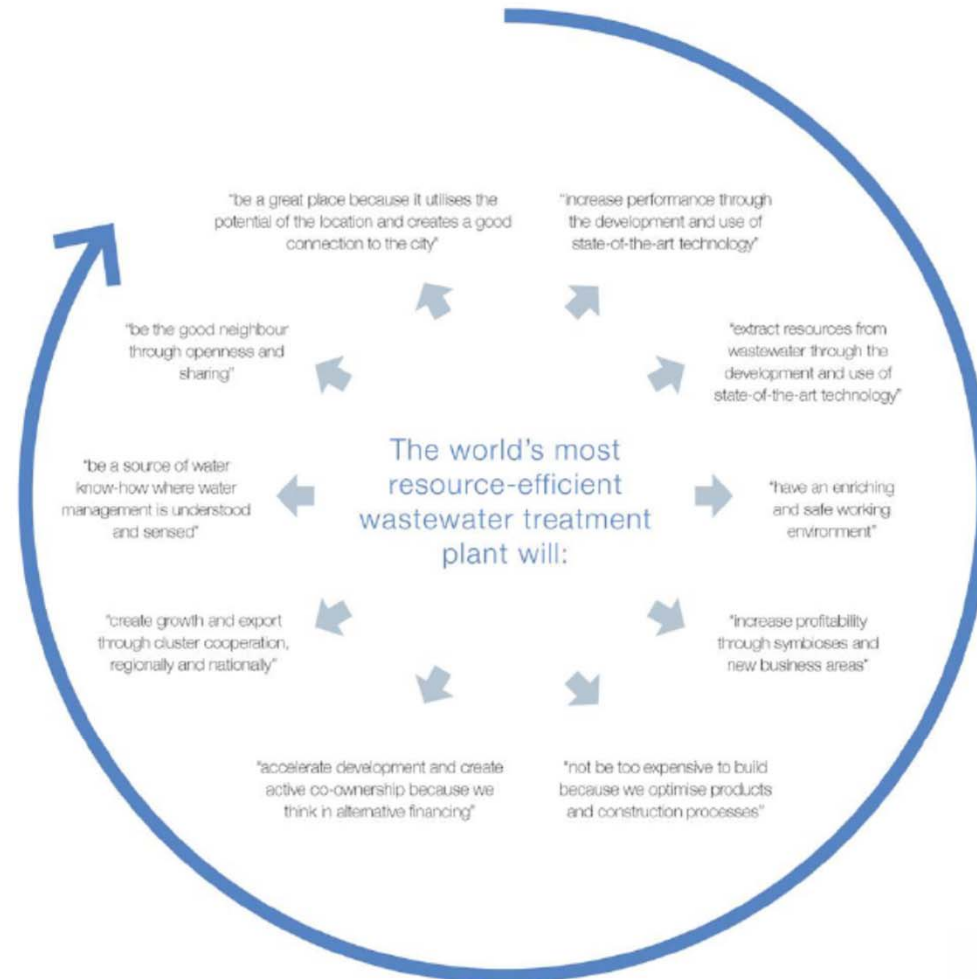 "be a great place because it utilises the
potential of the location and creates a good
connection to the city"
"increase performance through
the development and use of
state-of-the-art technology"
"be the good neighbour
through openness and
sharing"
"extract resources from
wastewater through the
development and use of
state-of-the-art technology"
The world's most
resource-efficient
wastewater treatment
plant will:
"be a source of water
know-how where water
management is understood
and sensed"
"have an enriching
and safe working
environment"
"create growth and export
through cluster cooperation,
regionally and nationally"
"increase profitability
through symbioses and
new business areas"
"accelerate development and create
active co-ownership because we
think in alternative financing"
"not be too expensive to build
because we optimise products
and construction processes"